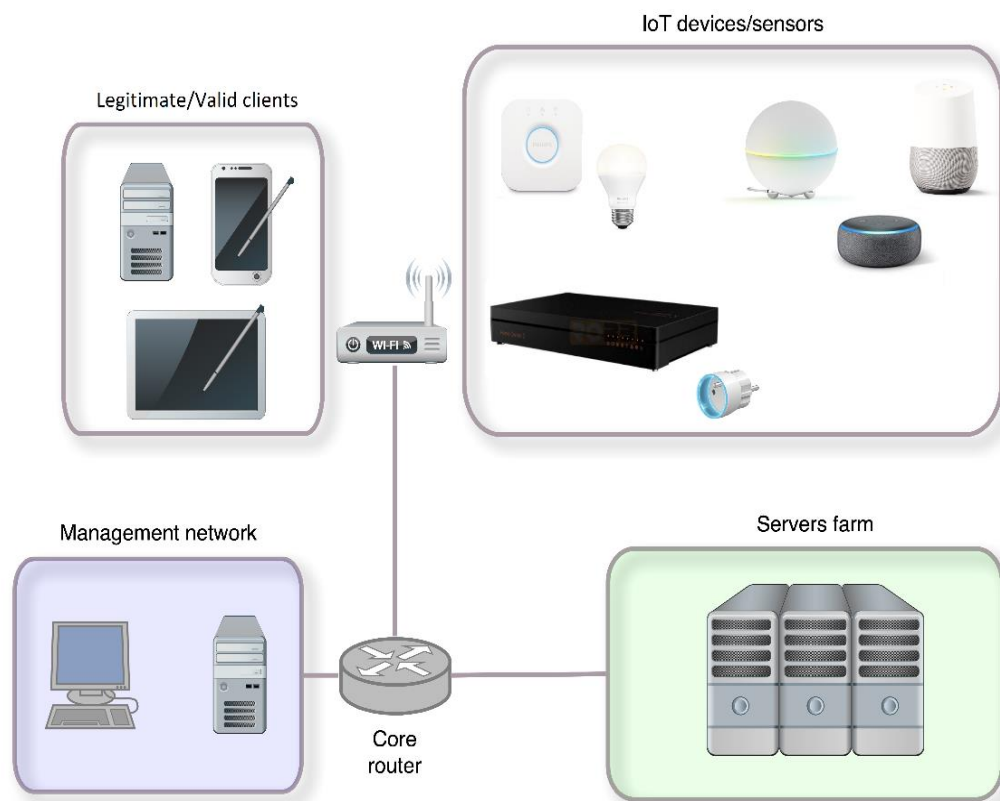 IoT devices/sensors
Legitimate/Valid clients
WI-FI
Management network
Servers farm
Core
router